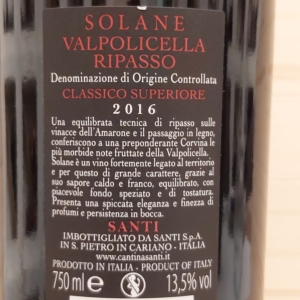 SOLANE
VALPOLICELLA
RIPASSO
Denominazione di Origine Controllata
CLASSICO SUPERIORE
2016
Una equilibrata tecnica di ripasso sulle
vinacce dell'Amarone e il passaggio in legno,
conferiscono a una preponderante Corvina le
più morbide note fruttate della Valpolicella.
Solane è un vino fortemente legato al territorio
e per questo di grande carattere, grazie al
suo sapore caldo e franco, equilibrato, con
piacevole fondo speziato e di tostatura.
Presenta una spiccata eleganza e finezza di
profumi e persistenza in bocca.
SANTI
IMBOTTIGLIATO DA SANTI S.p.A
IN S. PIETRO IN CARIANO - ITALIA
www.cantinasanti.it
PRODOTTO IN ITALIA - PRODUCT OF ITALY
750 ml e 13,5% vol